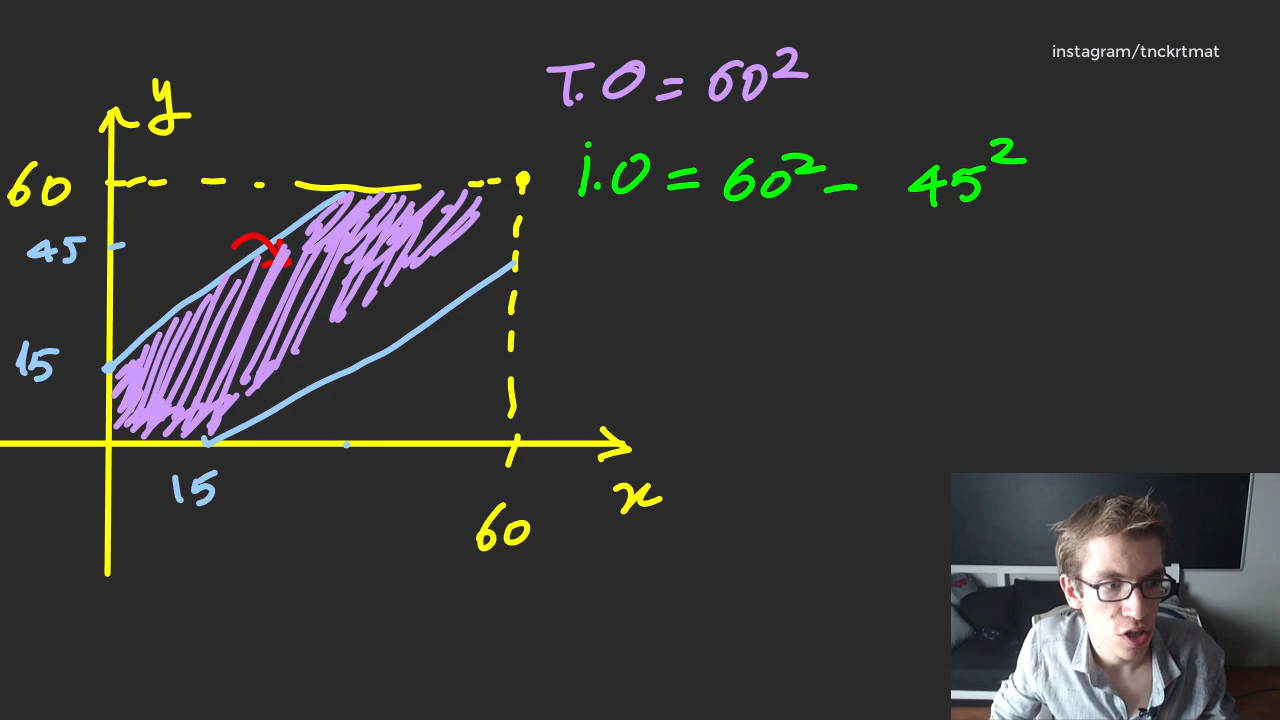 instagram/tnckrtmat
T.O = 60²
y
60
İ.O = 60² - 45²
45
15
15
60
x